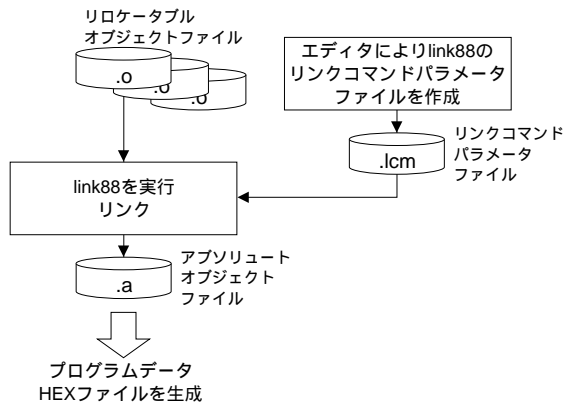 リロケータブル
オブジェクトファイル
.o
.o
.o
エディタによりlink88の
リンクコマンドパラメータ
ファイルを作成
.lcm
リンクコマンド
パラメータ
ファイル
link88を実行
リンク
.a
アブソリュート
オブジェクト
ファイル
プログラムデータ
HEXファイルを生成